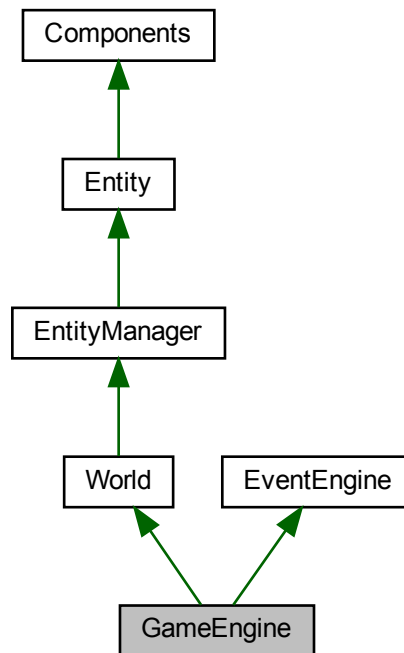 Components
Entity
EntityManager
World
EventEngine
GameEngine